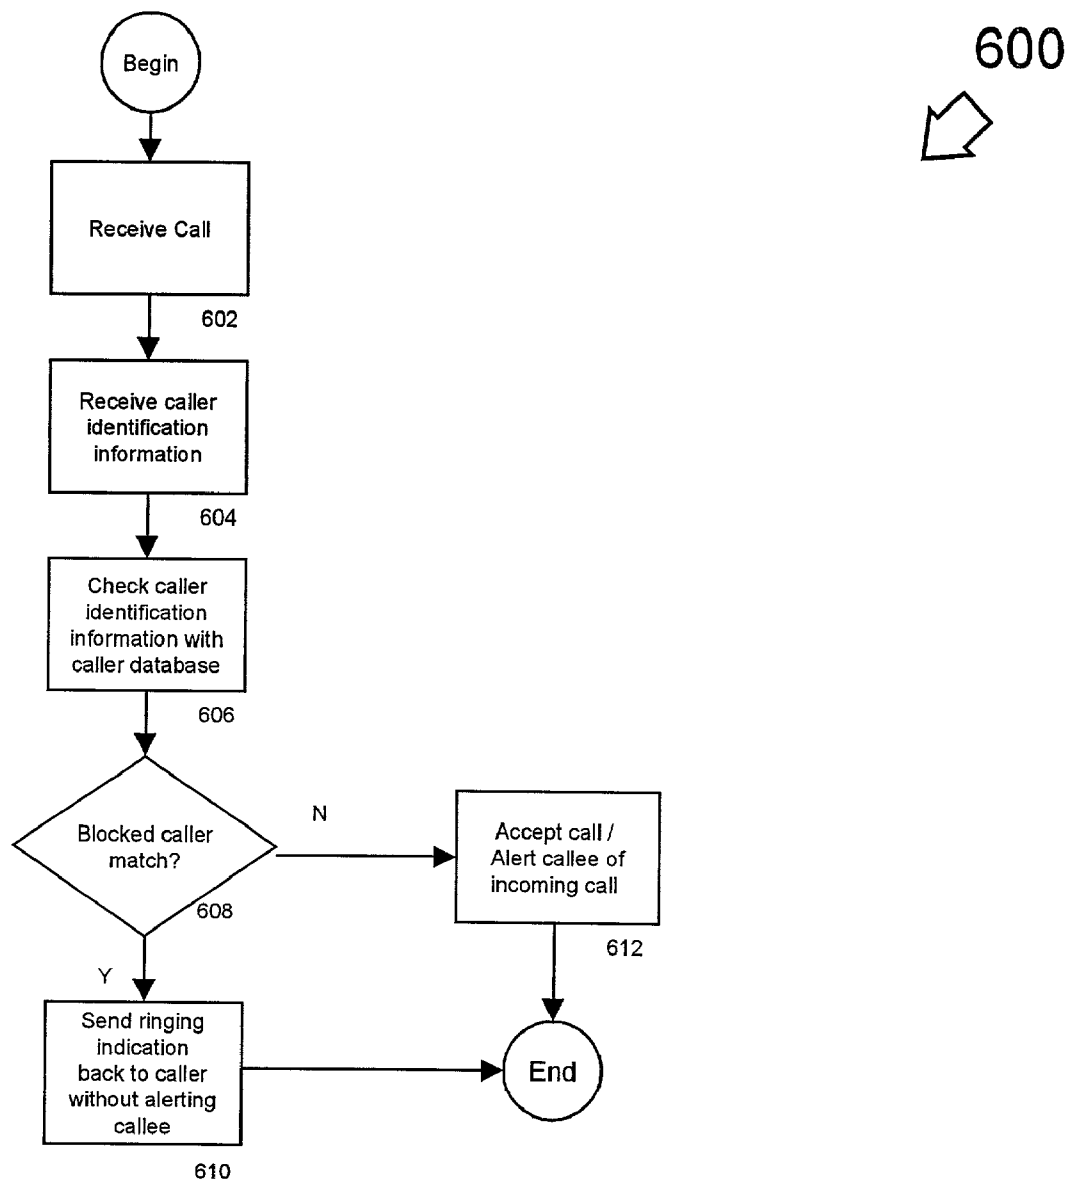 Begin
600
Receive Call
602
Receive caller
identification
information
604
Check caller
identification
information with
caller database
606
Blocked caller
match?
608
N
Accept call /
Alert callee of
incoming call
612
Y
Send ringing
indication
back to caller
without alerting
callee
610
End